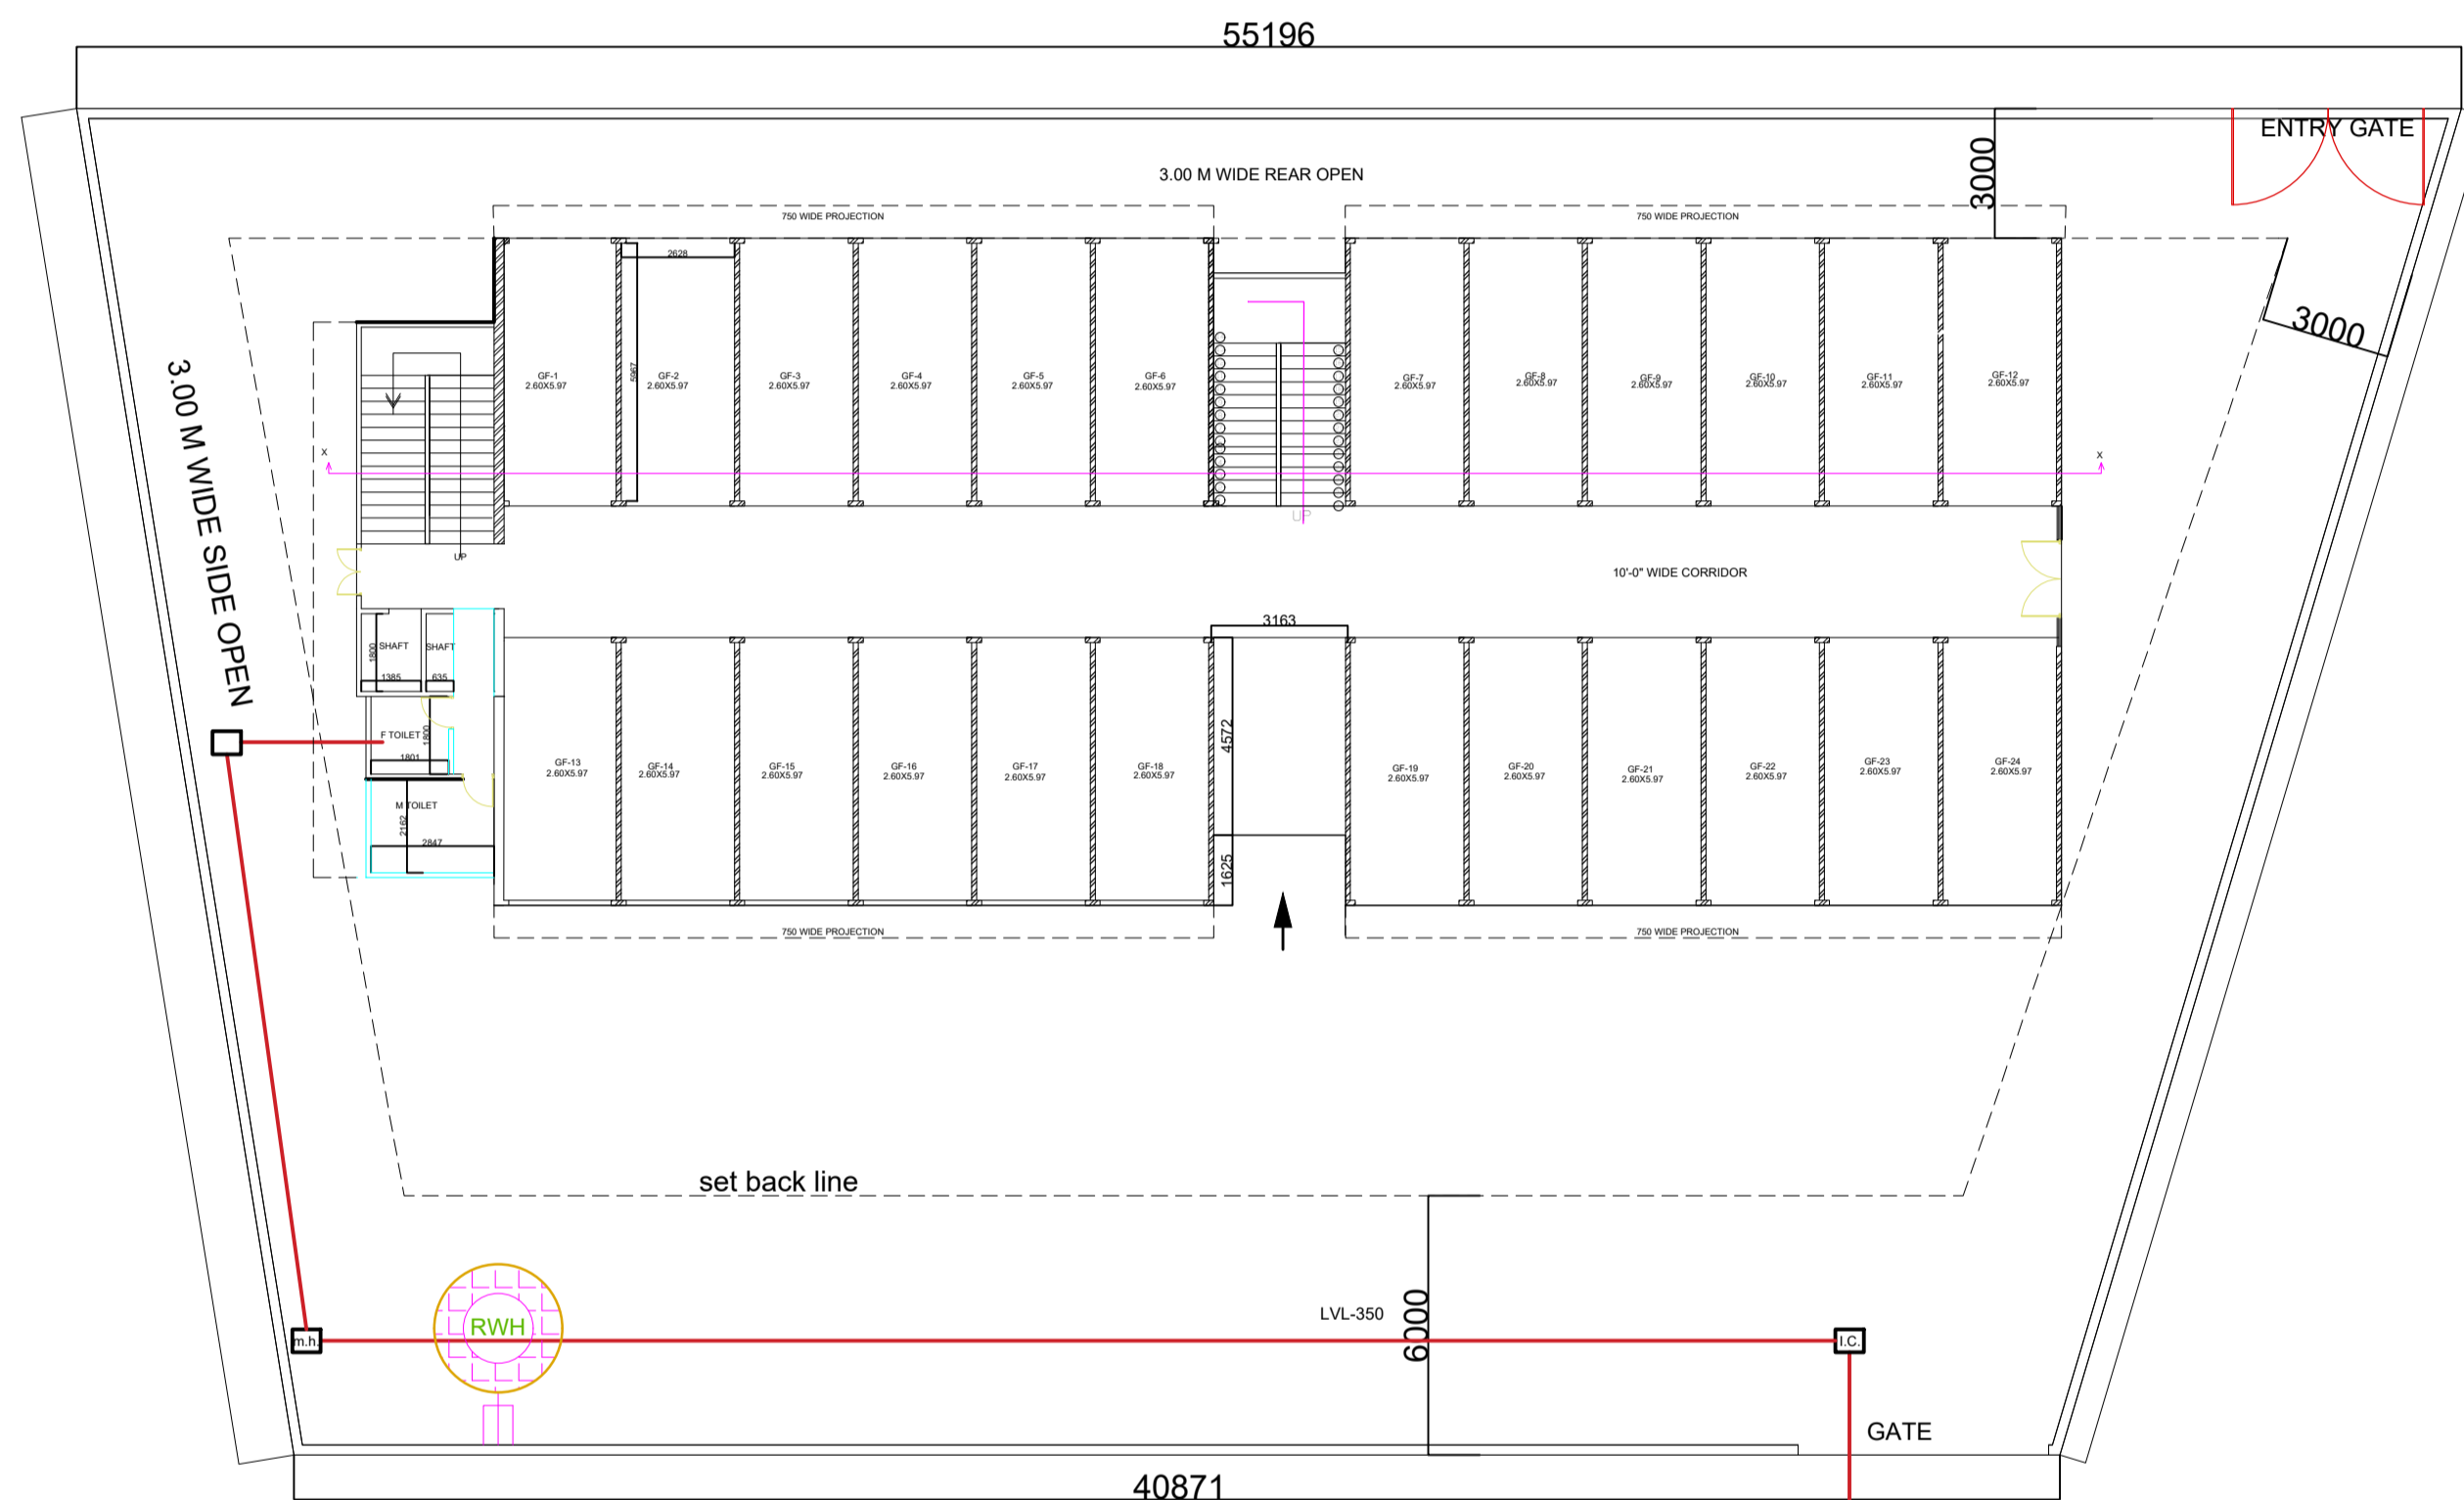 55196
ENTRY GATE
3000
3.00 M WIDE REAR OPEN
750 WIDE PROJECTION
750 WIDE PROJECTION
2628
3000
3.00 M WIDE SIDE OPEN
5967
GF-1
2.60X5.97
GF-2
2.60X5.97
GF-3
2.60X5.97
GF-4
2.60X5.97
GF-5
2.60X5.97
GF-6
2.60X5.97
GF-7
2.60X5.97
GF-8
2.60X5.97
GF-9
2.60X5.97
GF-10
2.60X5.97
GF-11
2.60X5.97
GF-12
2.60X5.97
X
X
UP
UP
10'-0" WIDE CORRIDOR
3163
SHAFT
SHAFT
1800
1385
635
F TOILET
1800
1801
M TOILET
2162
2847
4572
1625
GF-13
2.60X5.97
GF-14
2.60X5.97
GF-15
2.60X5.97
GF-16
2.60X5.97
GF-17
2.60X5.97
GF-18
2.60X5.97
GF-19
2.60X5.97
GF-20
2.60X5.97
GF-21
2.60X5.97
GF-22
2.60X5.97
GF-23
2.60X5.97
GF-24
2.60X5.97
750 WIDE PROJECTION
750 WIDE PROJECTION
set back line
RWH
LVL-350
6000
m.h.
I.C.
GATE
40871